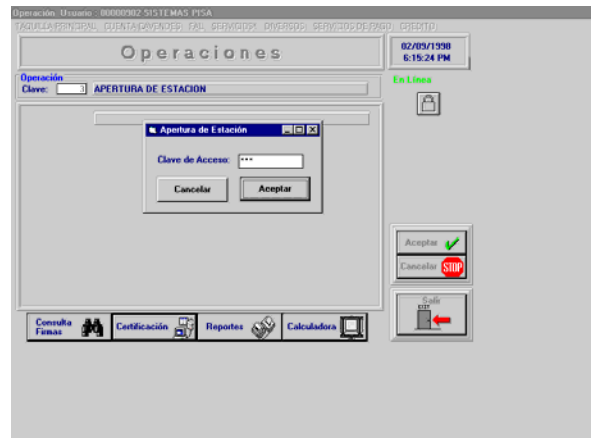 Operación. Usuario : 00000902 SISTEMAS PISA
TAQUILLA PRINCIPAL CUENTA CAVENDES FAL SERVICIOS DIVERSOS SERVICIOS DE PAGO CREDITO
Operaciones
02/09/1998
6:15:24 PM
Operación
Clave: 3 APERTURA DE ESTACION
En Línea
Apertura de Estación
Clave de Acceso: ***
Cancelar Aceptar
Aceptar
Cancelar STOP
Salir
EXIT
Consulta Firmas
Certificación
Reportes
Calculadora